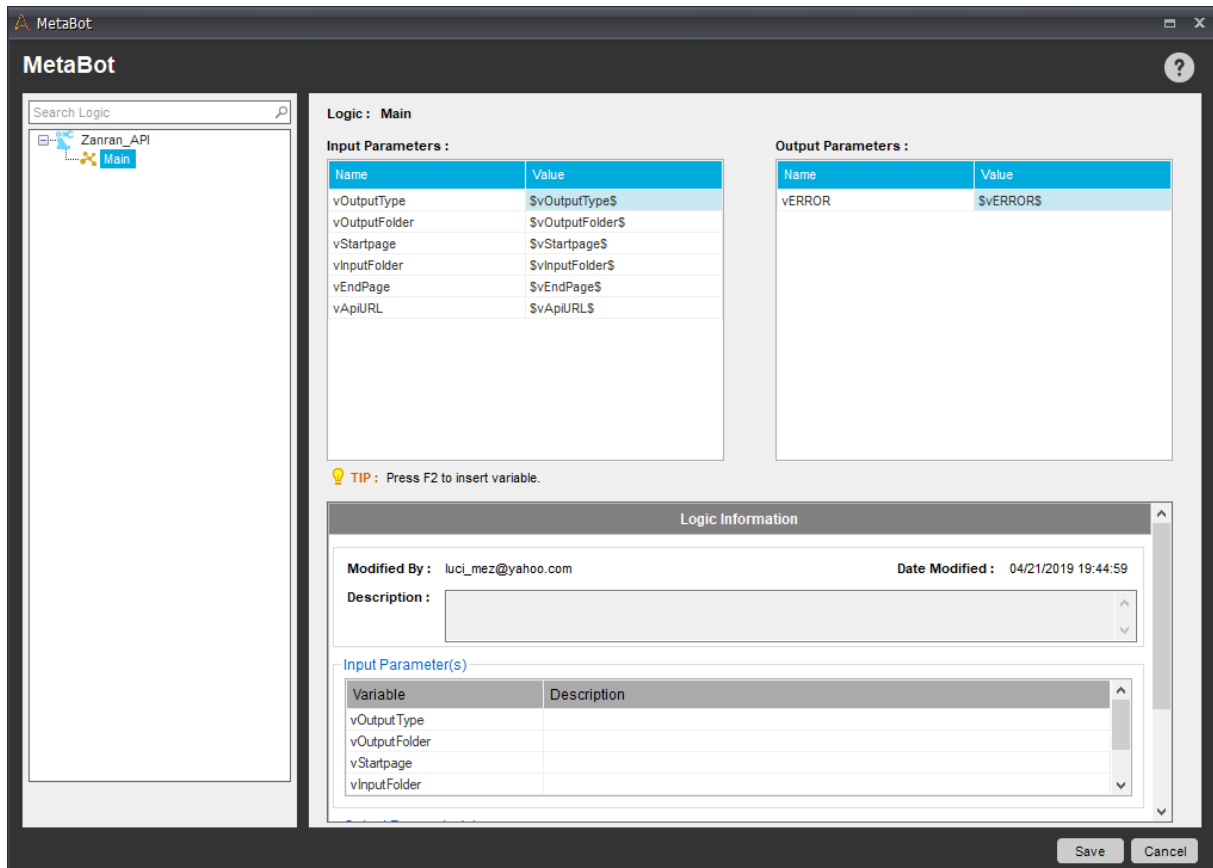 MetaBot
MetaBot
?
Search Logic
Zanran_API
Main
Logic : Main
Input Parameters :
Name Value
vOutputType $vOutputType$
vOutputFolder $vOutputFolder$
vStartpage $vStartpage$
vInputFolder $vInputFolder$
vEndPage $vEndPage$
vApiURL $vApiURL$
Output Parameters :
Name Value
vERROR $vERROR$
TIP : Press F2 to insert variable.
Logic Information
Modified By : luci_mez@yahoo.com Date Modified : 04/21/2019 19:44:59
Description :
Input Parameter(s)
Variable Description
vOutputType
vOutputFolder
vStartpage
vInputFolder
Save Cancel